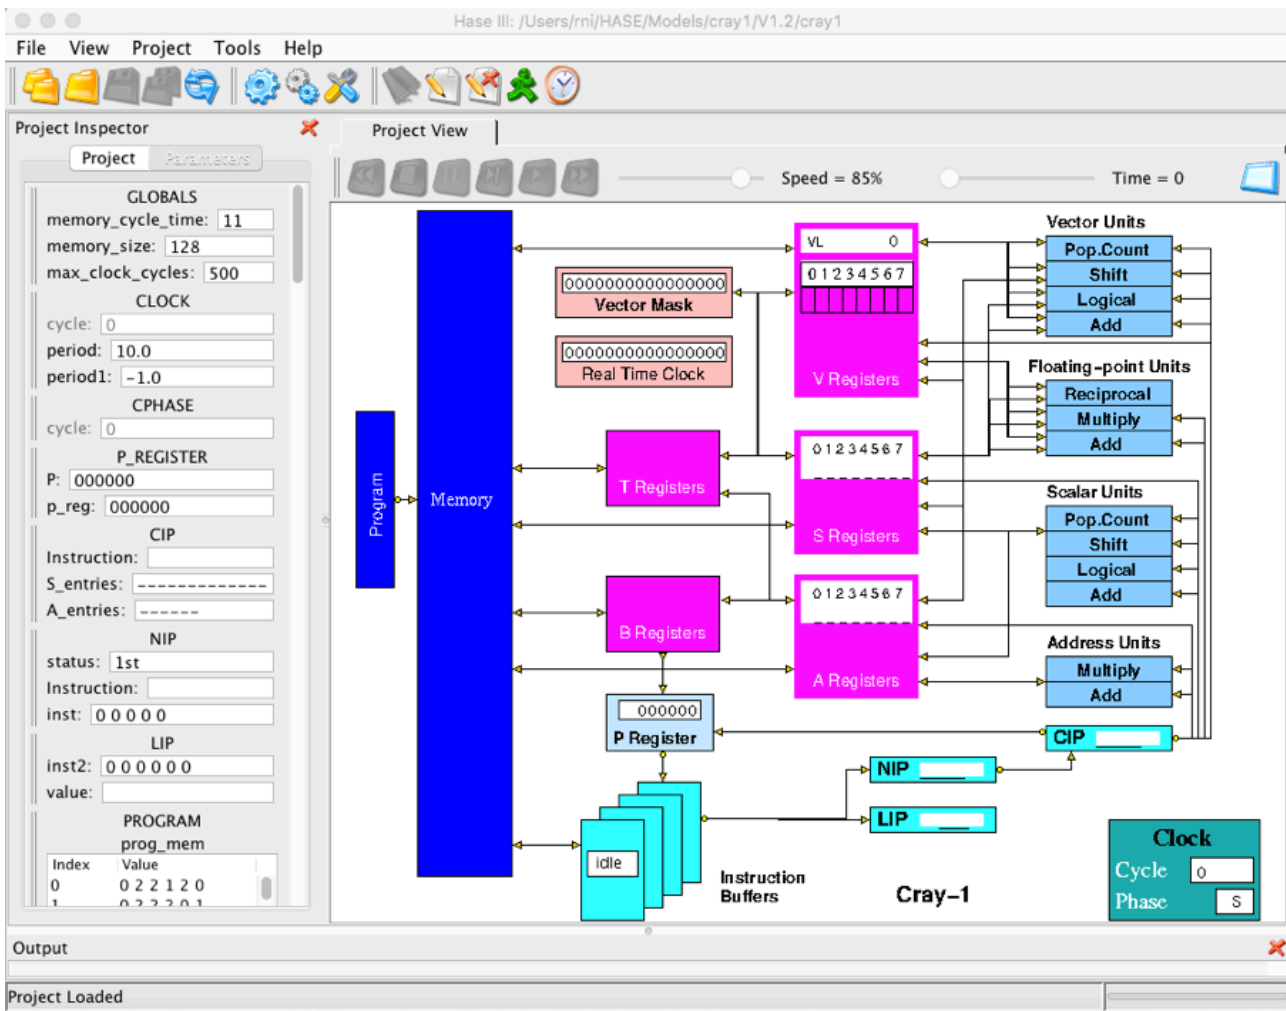 Hase III: /Users/rni/HASE/Models/cray1/V1.2/cray1
File View Project Tools Help
Project Inspector
Project Parameters
GLOBALS
memory_cycle_time: 11
memory_size: 128
max_clock_cycles: 500
CLOCK
cycle: 0
period: 10.0
period1: -1.0
CPHASE
cycle: 0
P_REGISTER
P: 000000
p_reg: 000000
CIP
Instruction:
S_entries: -------------
A_entries: ------
NIP
status: 1st
Instruction:
inst: 0 0 0 0 0
LIP
inst2: 0 0 0 0 0 0
value:
PROGRAM
prog_mem
Index Value
0 0 2 2 1 2 0
1 0 2 2 2 0 1
Project View
Speed = 85%
Time = 0
Program
Memory
0000000000000000
Vector Mask
0000000000000000
Real Time Clock
T Registers
B Registers
000000
P Register
idle
Instruction
Buffers
VL 0
0 1 2 3 4 5 6 7
V Registers
0 1 2 3 4 5 6 7
S Registers
0 1 2 3 4 5 6 7
A Registers
Vector Units
Pop.Count
Shift
Logical
Add
Floating-point Units
Reciprocal
Multiply
Add
Scalar Units
Pop.Count
Shift
Logical
Add
Address Units
Multiply
Add
CIP
NIP
LIP
Cray-1
Clock
Cycle 0
Phase S
Output
Project Loaded